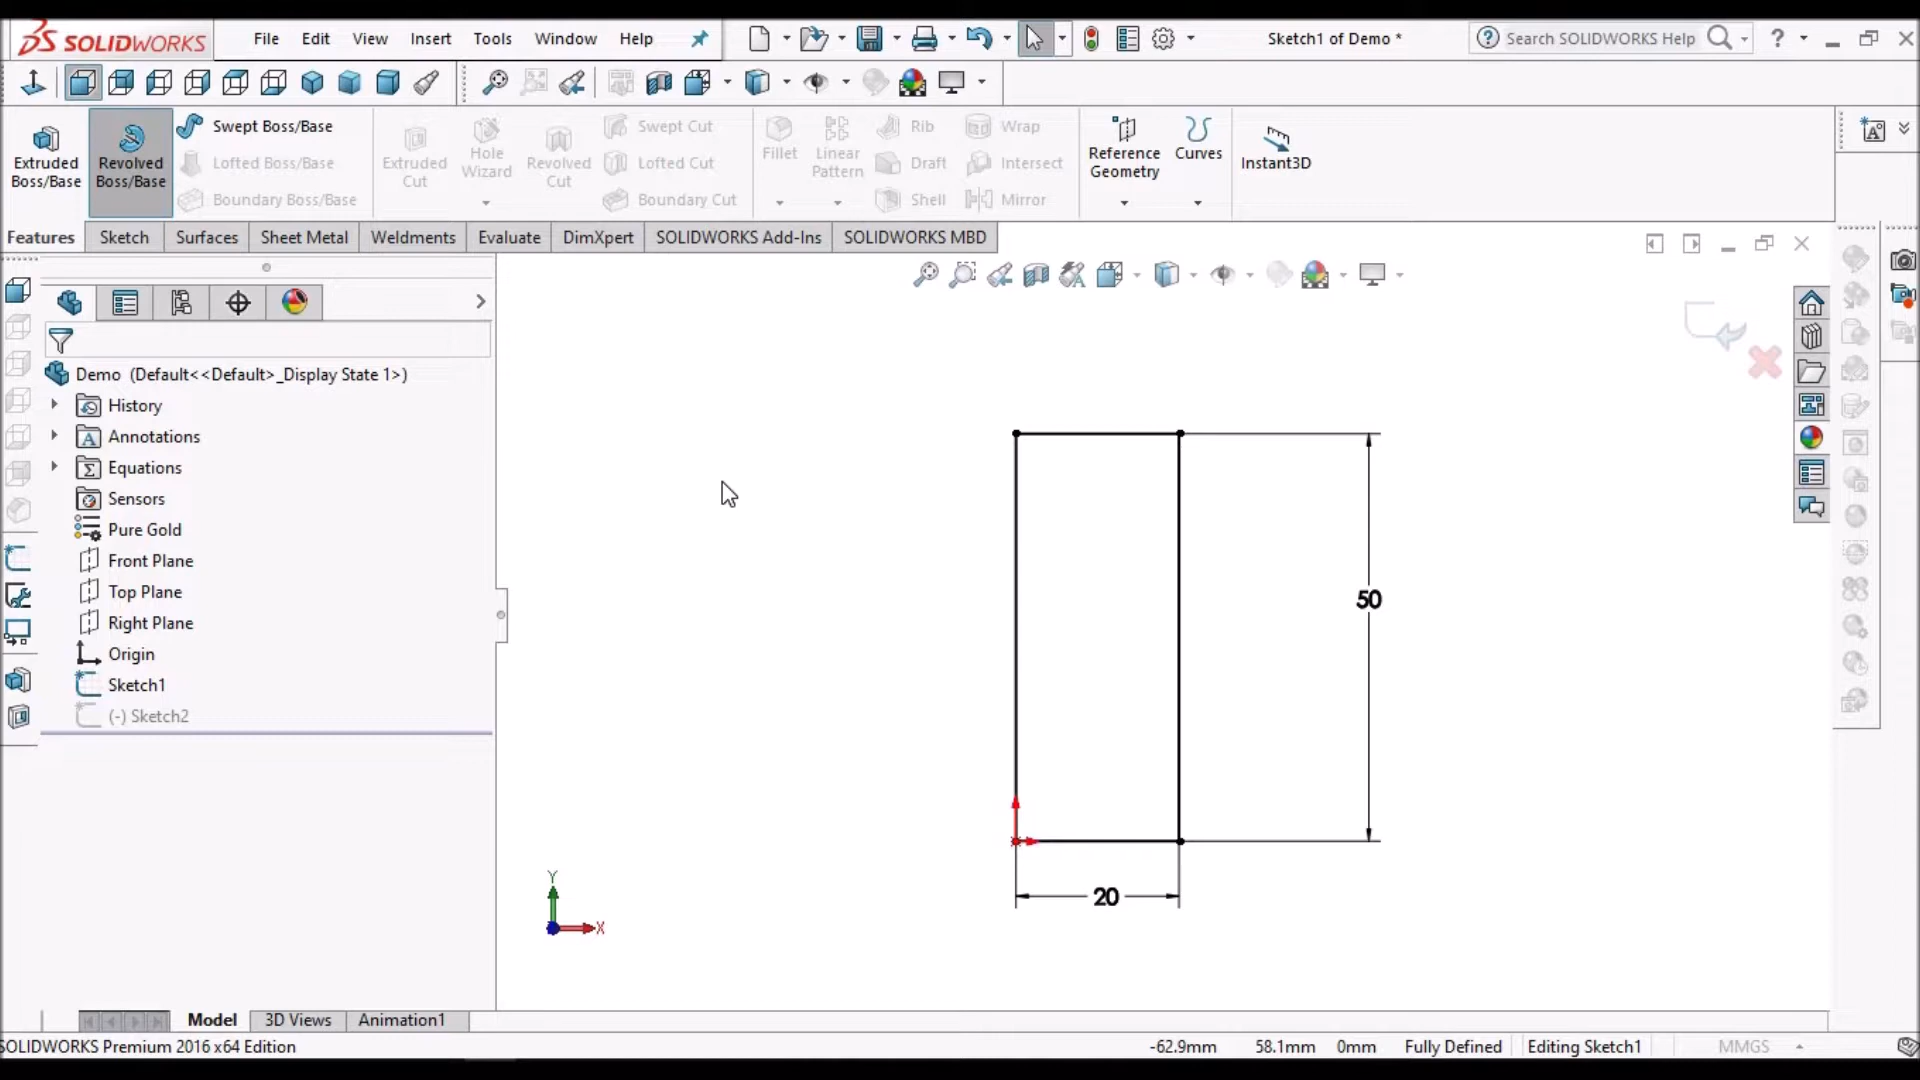 SOLIDWORKS
File Edit View Insert Tools Window Help
Sketch1 of Demo *
Search SOLIDWORKS Help
?
Extruded Boss/Base
Revolved Boss/Base
Swept Boss/Base
Lofted Boss/Base
Boundary Boss/Base
Extruded Cut
Hole Wizard
Revolved Cut
Swept Cut
Lofted Cut
Boundary Cut
Fillet
Linear Pattern
Rib
Draft
Shell
Wrap
Intersect
Mirror
Reference Geometry
Curves
Instant3D
Features Sketch Surfaces Sheet Metal Weldments Evaluate DimXpert SOLIDWORKS Add-Ins SOLIDWORKS MBD
Demo (Default<<Default>_Display State 1>)
History
Annotations
Equations
Sensors
Pure Gold
Front Plane
Top Plane
Right Plane
Origin
Sketch1
(-) Sketch2
50
20
Y
X
Model 3D Views Animation1
SOLIDWORKS Premium 2016 x64 Edition
-62.9mm 58.1mm 0mm Fully Defined Editing Sketch1 MMGS